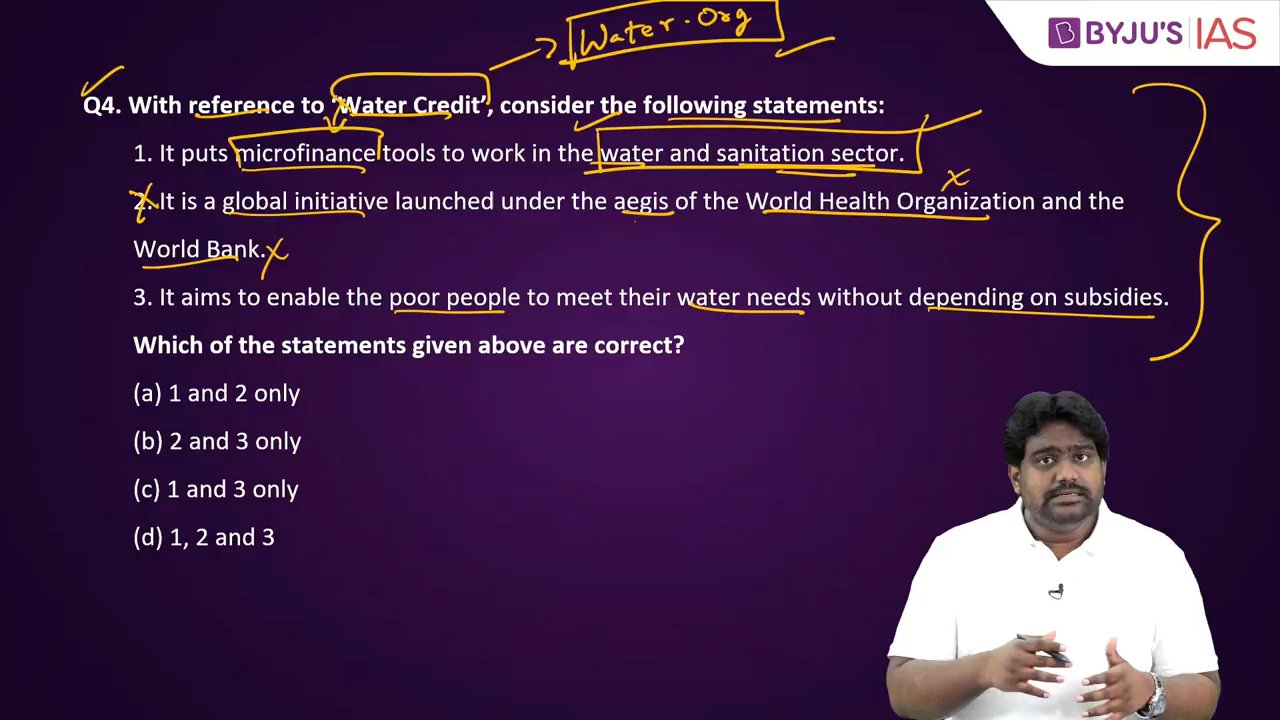 Water.Org
BYJU'S IAS
Q4. With reference to 'Water Credit', consider the following statements:
1. It puts microfinance tools to work in the water and sanitation sector.
2. It is a global initiative launched under the aegis of the World Health Organization and the
World Bank.
3. It aims to enable the poor people to meet their water needs without depending on subsidies.
Which of the statements given above are correct?
(a) 1 and 2 only
(b) 2 and 3 only
(c) 1 and 3 only
(d) 1, 2 and 3